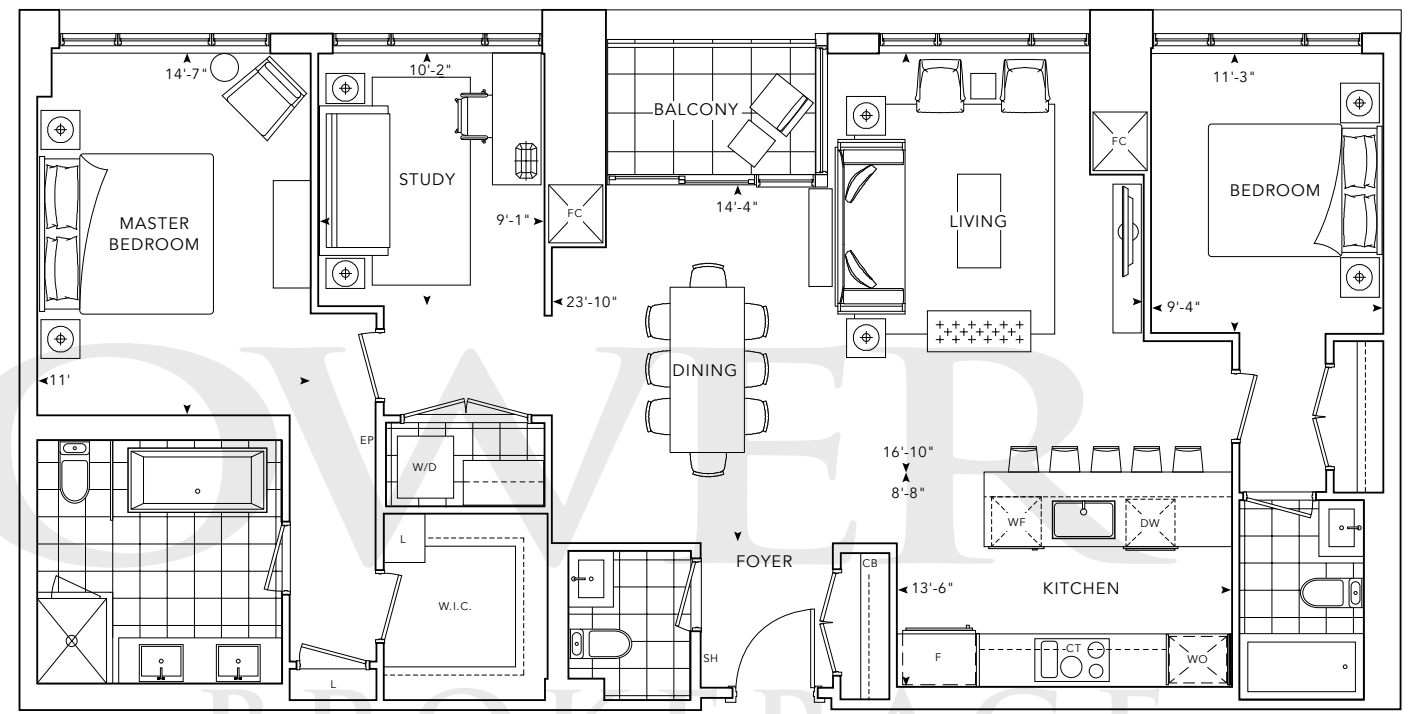 14'-7"
10'-2"
11'-3"
BALCONY
FC
STUDY
BEDROOM
14'-4"
MASTER
BEDROOM
9'-1"
FC
LIVING
23'-10"
9'-4"
DINING
11'
EP
W/D
16'-10"
8'-8"
WF
DW
L
FOYER
CB
13'-6"
KITCHEN
W.I.C.
SH
F
CT
WO
L
OWER
BROKERAGE